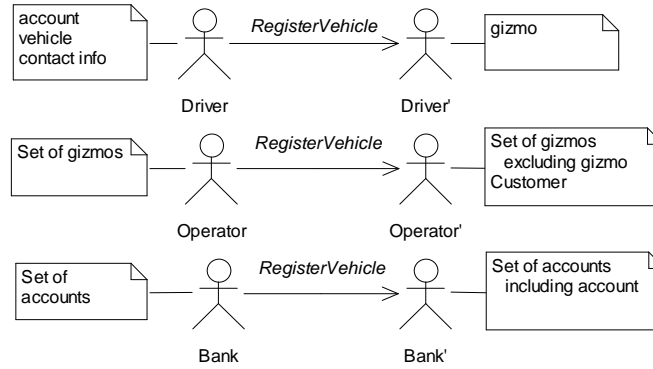 account
vehicle
contact info
RegisterVehicle
gizmo
Driver
Driver'
Set of gizmos
RegisterVehicle
Set of gizmos
excluding gizmo
Customer
Operator
Operator'
Set of
accounts
RegisterVehicle
Set of accounts
including account
Bank
Bank'